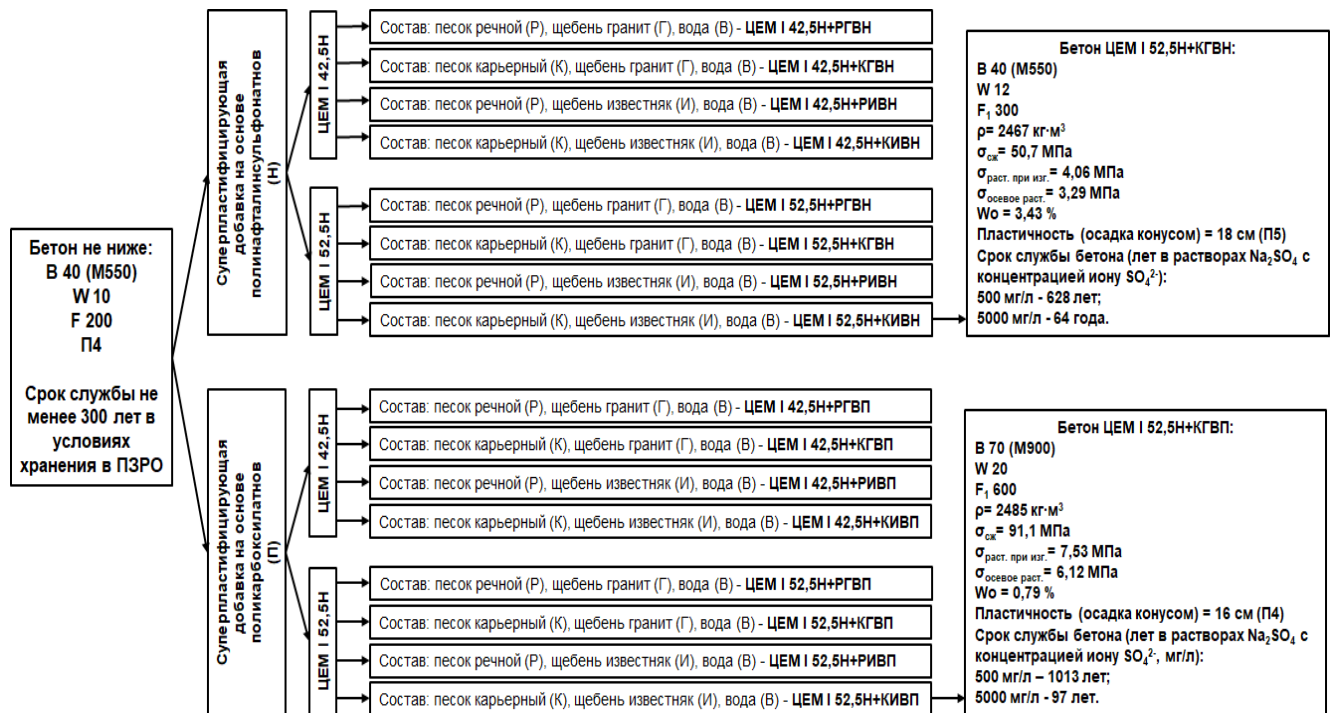 Бетон не ниже:
В 40 (М550)
W 10
F 200
П4
Срок службы не
менее 300 лет в
условиях
хранения в ПЗРО
Суперпластифицирующая
добавка на основе
полинафталинсульфонатнов
(Н)
ЦЕМ I 42,5Н
Состав: песок речной (Р), щебень гранит (Г), вода (В) - ЦЕМ I 42,5Н+РГВН
Состав: песок карьерный (К), щебень гранит (Г), вода (В) - ЦЕМ I 42,5Н+КГВН
Состав: песок речной (Р), щебень известняк (И), вода (В) - ЦЕМ I 42,5Н+РИВН
Состав: песок карьерный (К), щебень известняк (И), вода (В) - ЦЕМ I 42,5Н+КИВН
ЦЕМ I 52,5Н
Состав: песок речной (Р), щебень гранит (Г), вода (В) - ЦЕМ I 52,5Н+РГВН
Состав: песок карьерный (К), щебень гранит (Г), вода (В) - ЦЕМ I 52,5Н+КГВН
Состав: песок речной (Р), щебень известняк (И), вода (В) - ЦЕМ I 52,5Н+РИВН
Состав: песок карьерный (К), щебень известняк (И), вода (В) - ЦЕМ I 52,5Н+КИВН
Бетон ЦЕМ I 52,5Н+КГВН:
В 40 (М550)
W 12
F₁ 300
ρ= 2467 кг·м³
σсж= 50,7 МПа
σраст. при изг.= 4,06 МПа
σосевое раст.= 3,29 МПа
Wo = 3,43 %
Пластичность (осадка конусом) = 18 см (П5)
Срок службы бетона (лет в растворах Na₂SO₄ с
концентрацией иону SO₄²⁻):
500 мг/л - 628 лет;
5000 мг/л - 64 года.
Суперпластифицирующая
добавка на основе
поликарбоксилатнов
(П)
ЦЕМ I 42,5Н
Состав: песок речной (Р), щебень гранит (Г), вода (В) - ЦЕМ I 42,5Н+РГВП
Состав: песок карьерный (К), щебень гранит (Г), вода (В) - ЦЕМ I 42,5Н+КГВП
Состав: песок речной (Р), щебень известняк (И), вода (В) - ЦЕМ I 42,5Н+РИВП
Состав: песок карьерный (К), щебень известняк (И), вода (В) - ЦЕМ I 42,5Н+КИВП
ЦЕМ I 52,5Н
Состав: песок речной (Р), щебень гранит (Г), вода (В) - ЦЕМ I 52,5Н+РГВП
Состав: песок карьерный (К), щебень гранит (Г), вода (В) - ЦЕМ I 52,5Н+КГВП
Состав: песок речной (Р), щебень известняк (И), вода (В) - ЦЕМ I 52,5Н+РИВП
Состав: песок карьерный (К), щебень известняк (И), вода (В) - ЦЕМ I 52,5Н+КИВП
Бетон ЦЕМ I 52,5Н+КГВП:
В 70 (М900)
W 20
F₁ 600
ρ= 2485 кг·м³
σсж= 91,1 МПа
σраст. при изг.= 7,53 МПа
σосевое раст.= 6,12 МПа
Wo = 0,79 %
Пластичность (осадка конусом) = 16 см (П4)
Срок службы бетона (лет в растворах Na₂SO₄ с
концентрацией иону SO₄²⁻, мг/л):
500 мг/л – 1013 лет;
5000 мг/л - 97 лет.